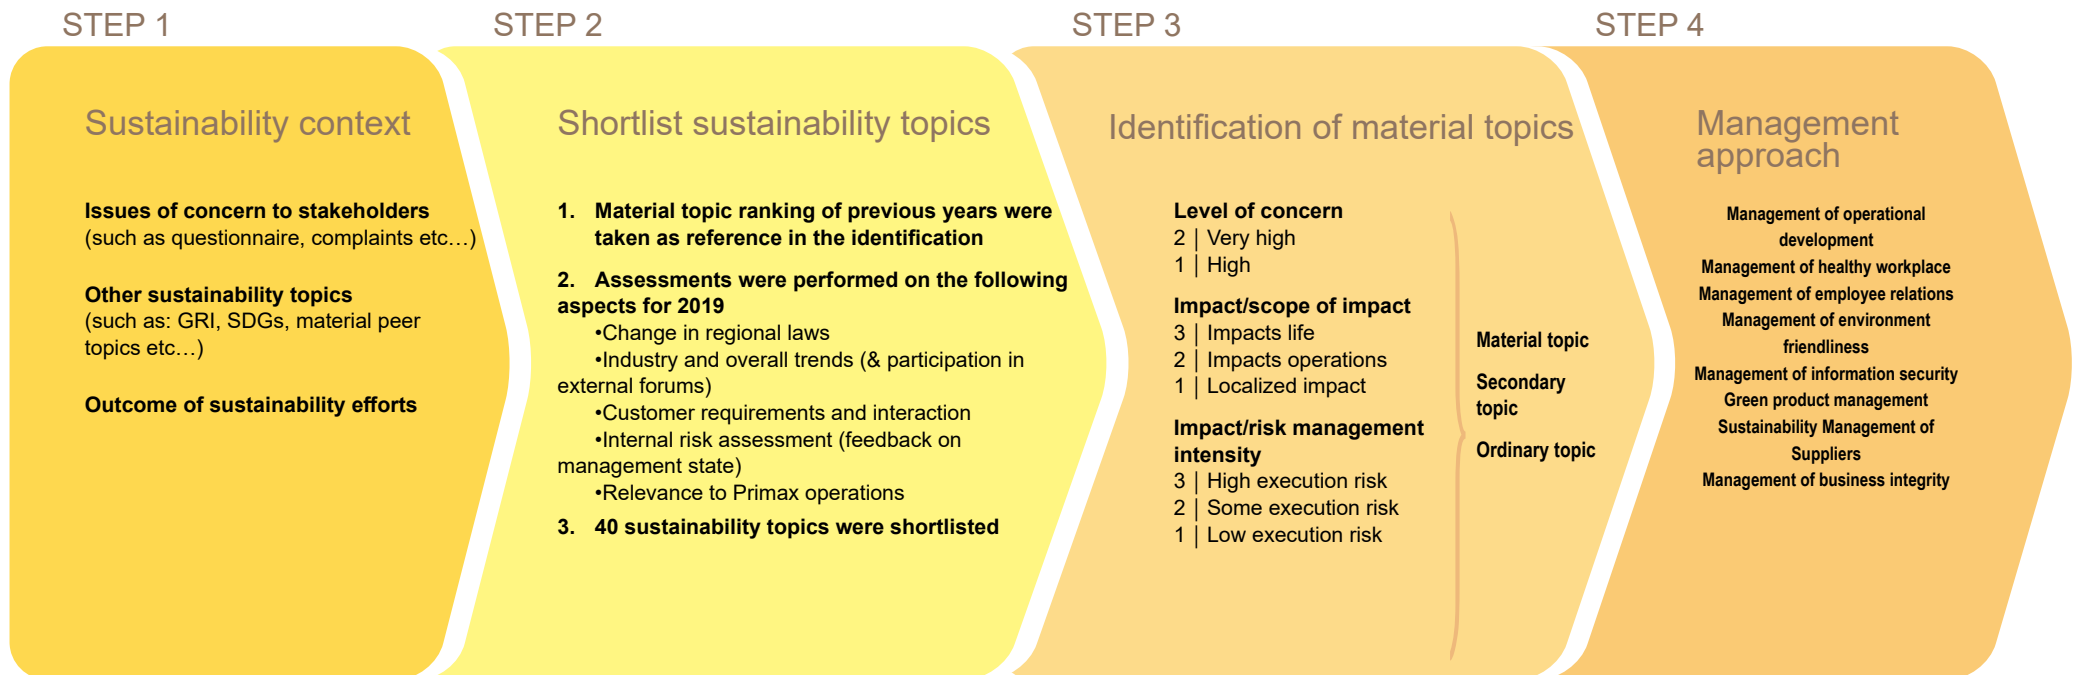 STEP 1
Sustainability context
Issues of concern to stakeholders
(such as questionnaire, complaints etc…)
Other sustainability topics
(such as: GRI, SDGs, material peer
topics etc…)
Outcome of sustainability efforts
STEP 2
Shortlist sustainability topics
1. Material topic ranking of previous years were
taken as reference in the identification
2. Assessments were performed on the following
aspects for 2019
•Change in regional laws
•Industry and overall trends (& participation in
external forums)
•Customer requirements and interaction
•Internal risk assessment (feedback on
management state)
•Relevance to Primax operations
3. 40 sustainability topics were shortlisted
STEP 3
Identification of material topics
Level of concern
2 | Very high
1 | High
Impact/scope of impact
3 | Impacts life
2 | Impacts operations
1 | Localized impact
Impact/risk management
intensity
3 | High execution risk
2 | Some execution risk
1 | Low execution risk
Material topic
Secondary
topic
Ordinary topic
STEP 4
Management
approach
Management of operational
development
Management of healthy workplace
Management of employee relations
Management of environment
friendliness
Management of information security
Green product management
Sustainability Management of
Suppliers
Management of business integrity